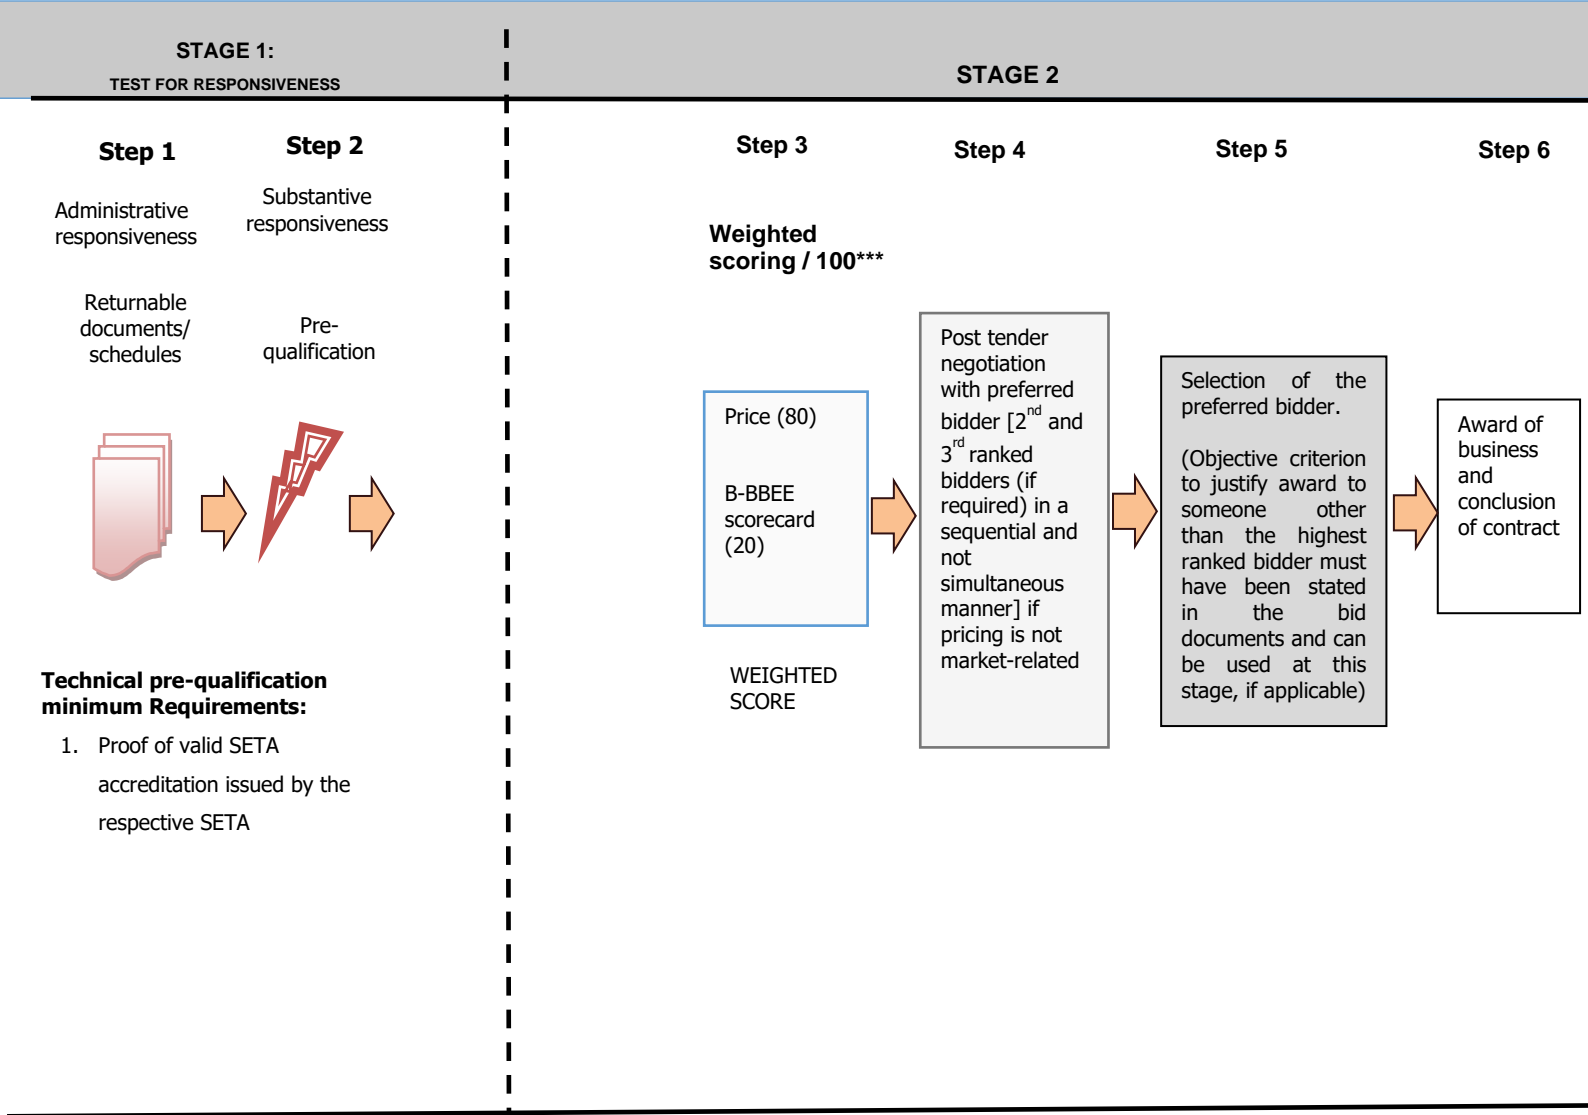 STAGE 1:
TEST FOR RESPONSIVENESS
STAGE 2
Step 1
Administrative
responsiveness
Returnable
documents/
schedules
Step 2
Substantive
responsiveness
Pre-
qualification
Technical pre-qualification
minimum Requirements:
1. Proof of valid SETA
accreditation issued by the
respective SETA
Step 3
Weighted
scoring / 100***
Price (80)
B-BBEE
scorecard
(20)
WEIGHTED
SCORE
Step 4
Post tender
negotiation
with preferred
bidder [2nd and
3rd ranked
bidders (if
required) in a
sequential and
not
simultaneous
manner] if
pricing is not
market-related
Step 5
Selection of the
preferred bidder.
(Objective criterion
to justify award to
someone other
than the highest
ranked bidder must
have been stated
in the bid
documents and can
be used at this
stage, if applicable)
Step 6
Award of
business
and
conclusion
of contract